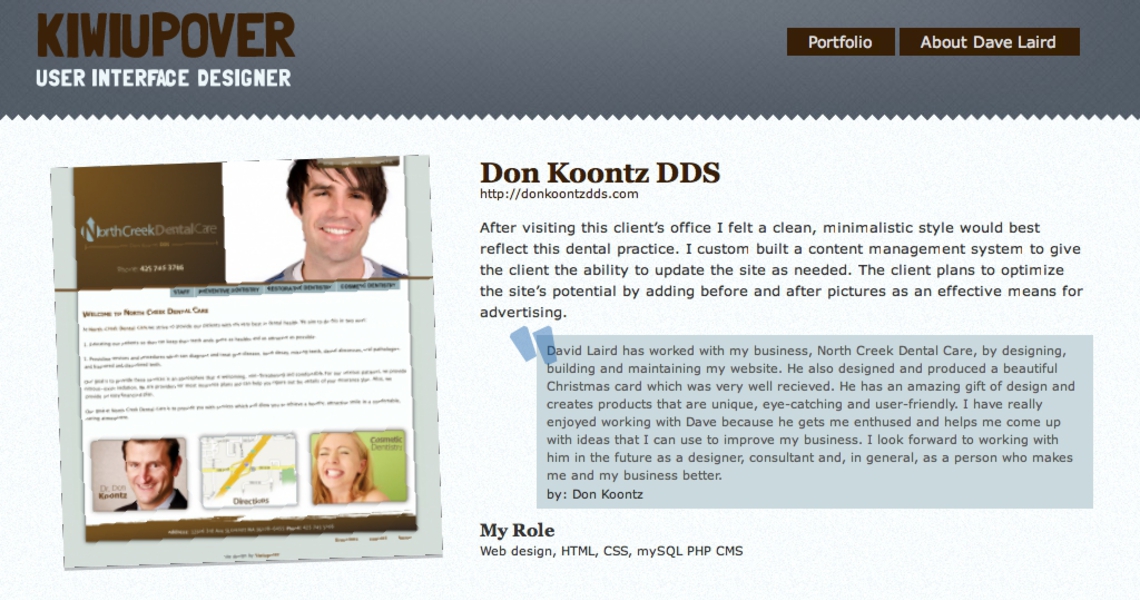 KIWIUPOVER
USER INTERFACE DESIGNER
Portfolio
About Dave Laird
Don Koontz DDS
http://donkoontzdds.com
After visiting this client’s office I felt a clean, minimalistic style would best
reflect this dental practice. I custom built a content management system to give
the client the ability to update the site as needed. The client plans to optimize
the site’s potential by adding before and after pictures as an effective means for
advertising.
David Laird has worked with my business, North Creek Dental Care, by designing,
building and maintaining my website. He also designed and produced a beautiful
Christmas card which was very well recieved. He has an amazing gift of design and
creates products that are unique, eye-catching and user-friendly. I have really
enjoyed working with Dave because he gets me enthused and helps me come up
with ideas that I can use to improve my business. I look forward to working with
him in the future as a designer, consultant and, in general, as a person who makes
me and my business better.
by: Don Koontz
My Role
Web design, HTML, CSS, mySQL PHP CMS
NorthCreekDentalCare
Phone: 425 745 3766
STAFF
PREVENTIVE DENTISTRY
RESTORATIVE DENTISTRY
COSMETIC DENTISTRY
Welcome to North Creek Dental Care
Dr. Don
Koontz
Directions
Cosmetic
Dentistry